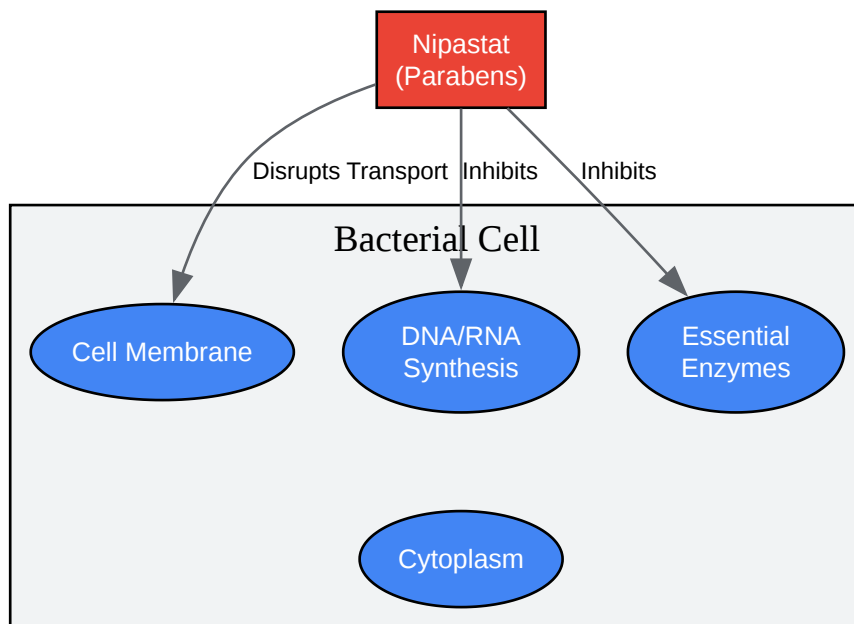 Nipastat
(Parabens)
Disrupts Transport
Inhibits
Inhibits
Bacterial Cell
Cell Membrane
DNA/RNA
Synthesis
Essential
Enzymes
Cytoplasm